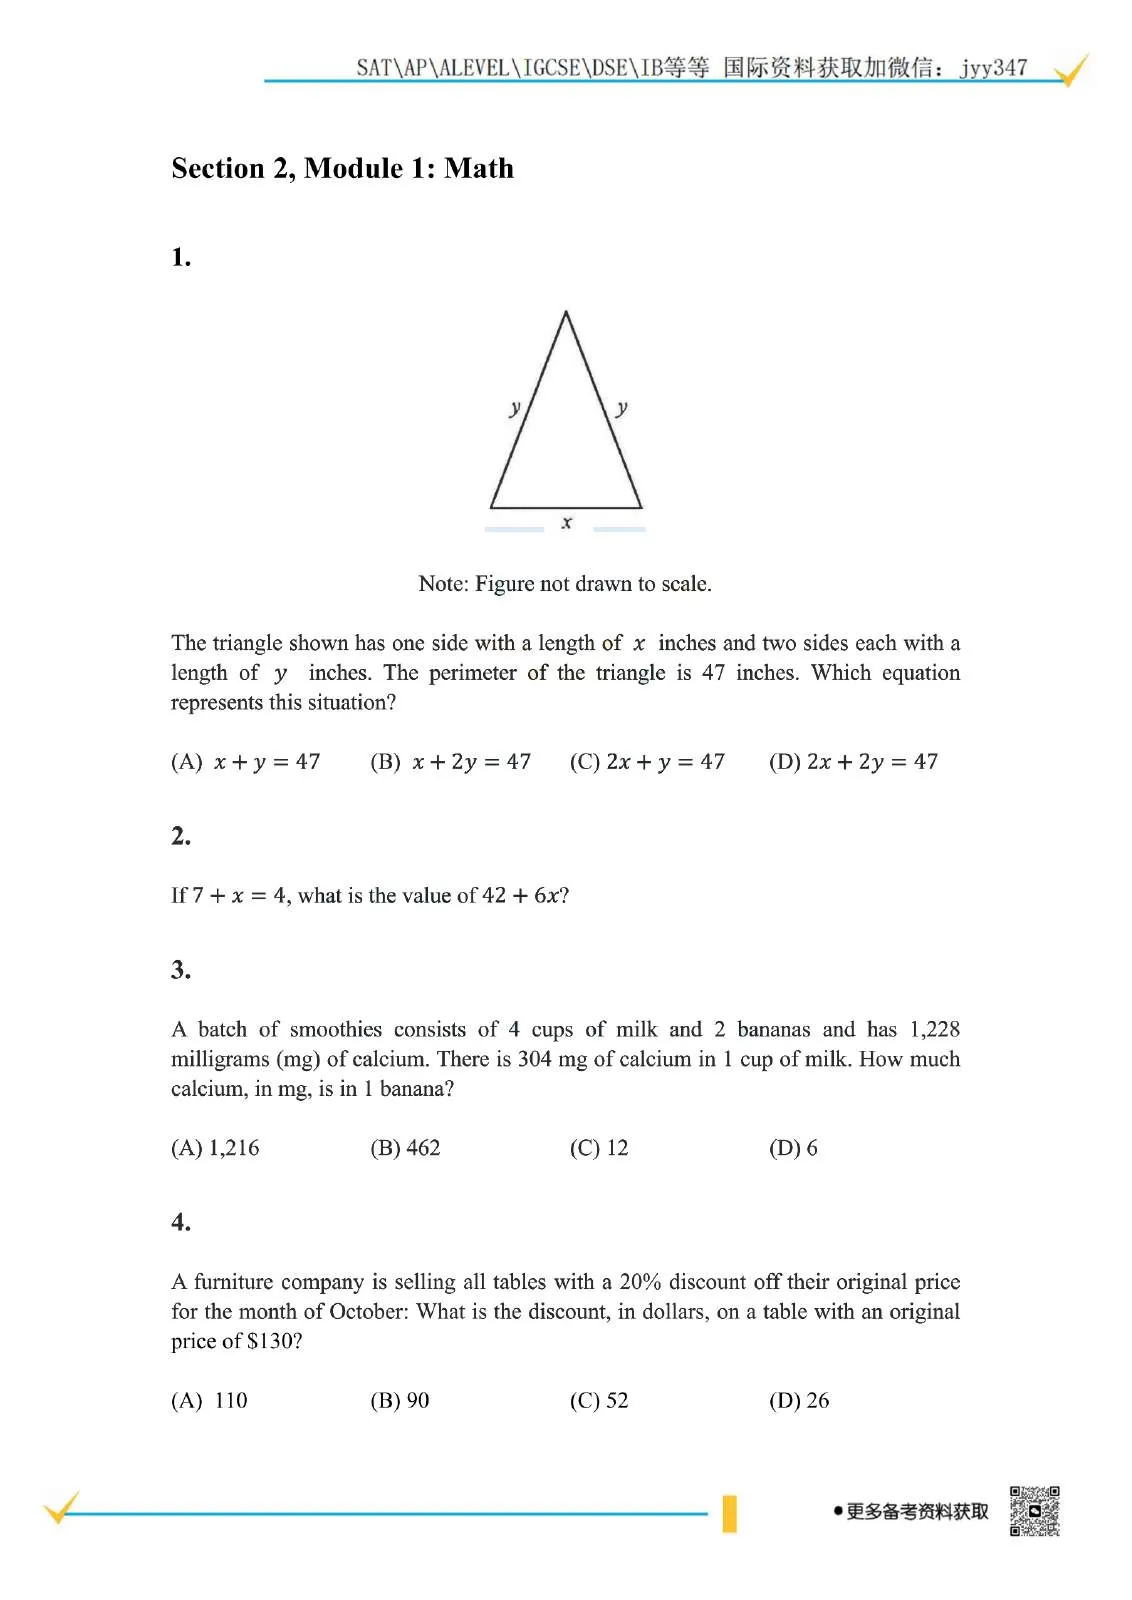 SAT\AP\ALEVEL\IGCSE\DSE\IB等等 国际资料获取加微信：jyy347
Section 2, Module 1: Math
1.
y
y
x
Note: Figure not drawn to scale.
The triangle shown has one side with a length of x inches and two sides each with a
length of y inches. The perimeter of the triangle is 47 inches. Which equation
represents this situation?
(A) x + y = 47 (B) x + 2y = 47 (C) 2x + y = 47 (D) 2x + 2y = 47
2.
If 7 + x = 4, what is the value of 42 + 6x?
3.
A batch of smoothies consists of 4 cups of milk and 2 bananas and has 1,228
milligrams (mg) of calcium. There is 304 mg of calcium in 1 cup of milk. How much
calcium, in mg, is in 1 banana?
(A) 1,216 (B) 462 (C) 12 (D) 6
4.
A furniture company is selling all tables with a 20% discount off their original price
for the month of October: What is the discount, in dollars, on a table with an original
price of $130?
(A) 110 (B) 90 (C) 52 (D) 26
●更多备考资料获取